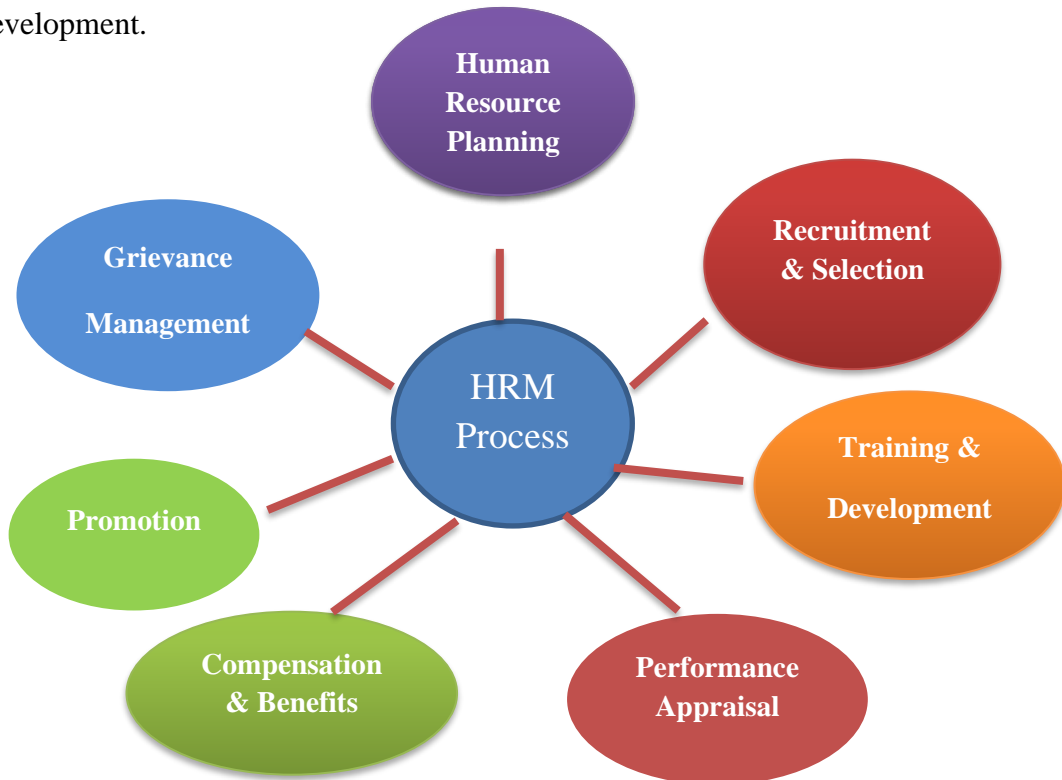 evelopment.
Human
Resource
Planning
Recruitment
& Selection
Grievance
Management
HRM
Process
Training &
Development
Promotion
Compensation
& Benefits
Performance
Appraisal